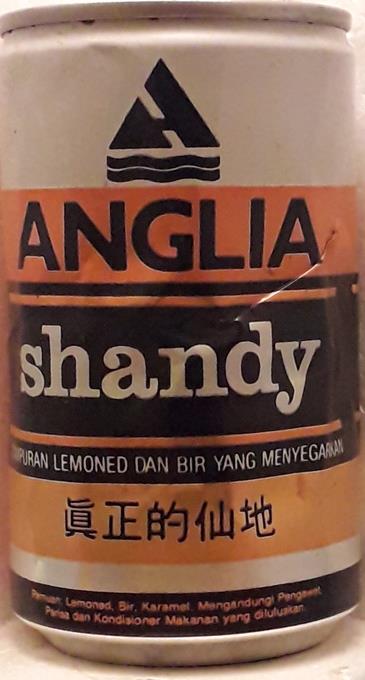 ANGLIA
shandy
MPURAN LEMONED DAN BIR YANG MENYEGARKAN
眞正的仙地
Ramuan: Lemoned, Bir, Karamel. Mengandungi Pengawet,
Perisa dan Kondisioner Makanan yang diluluskan.